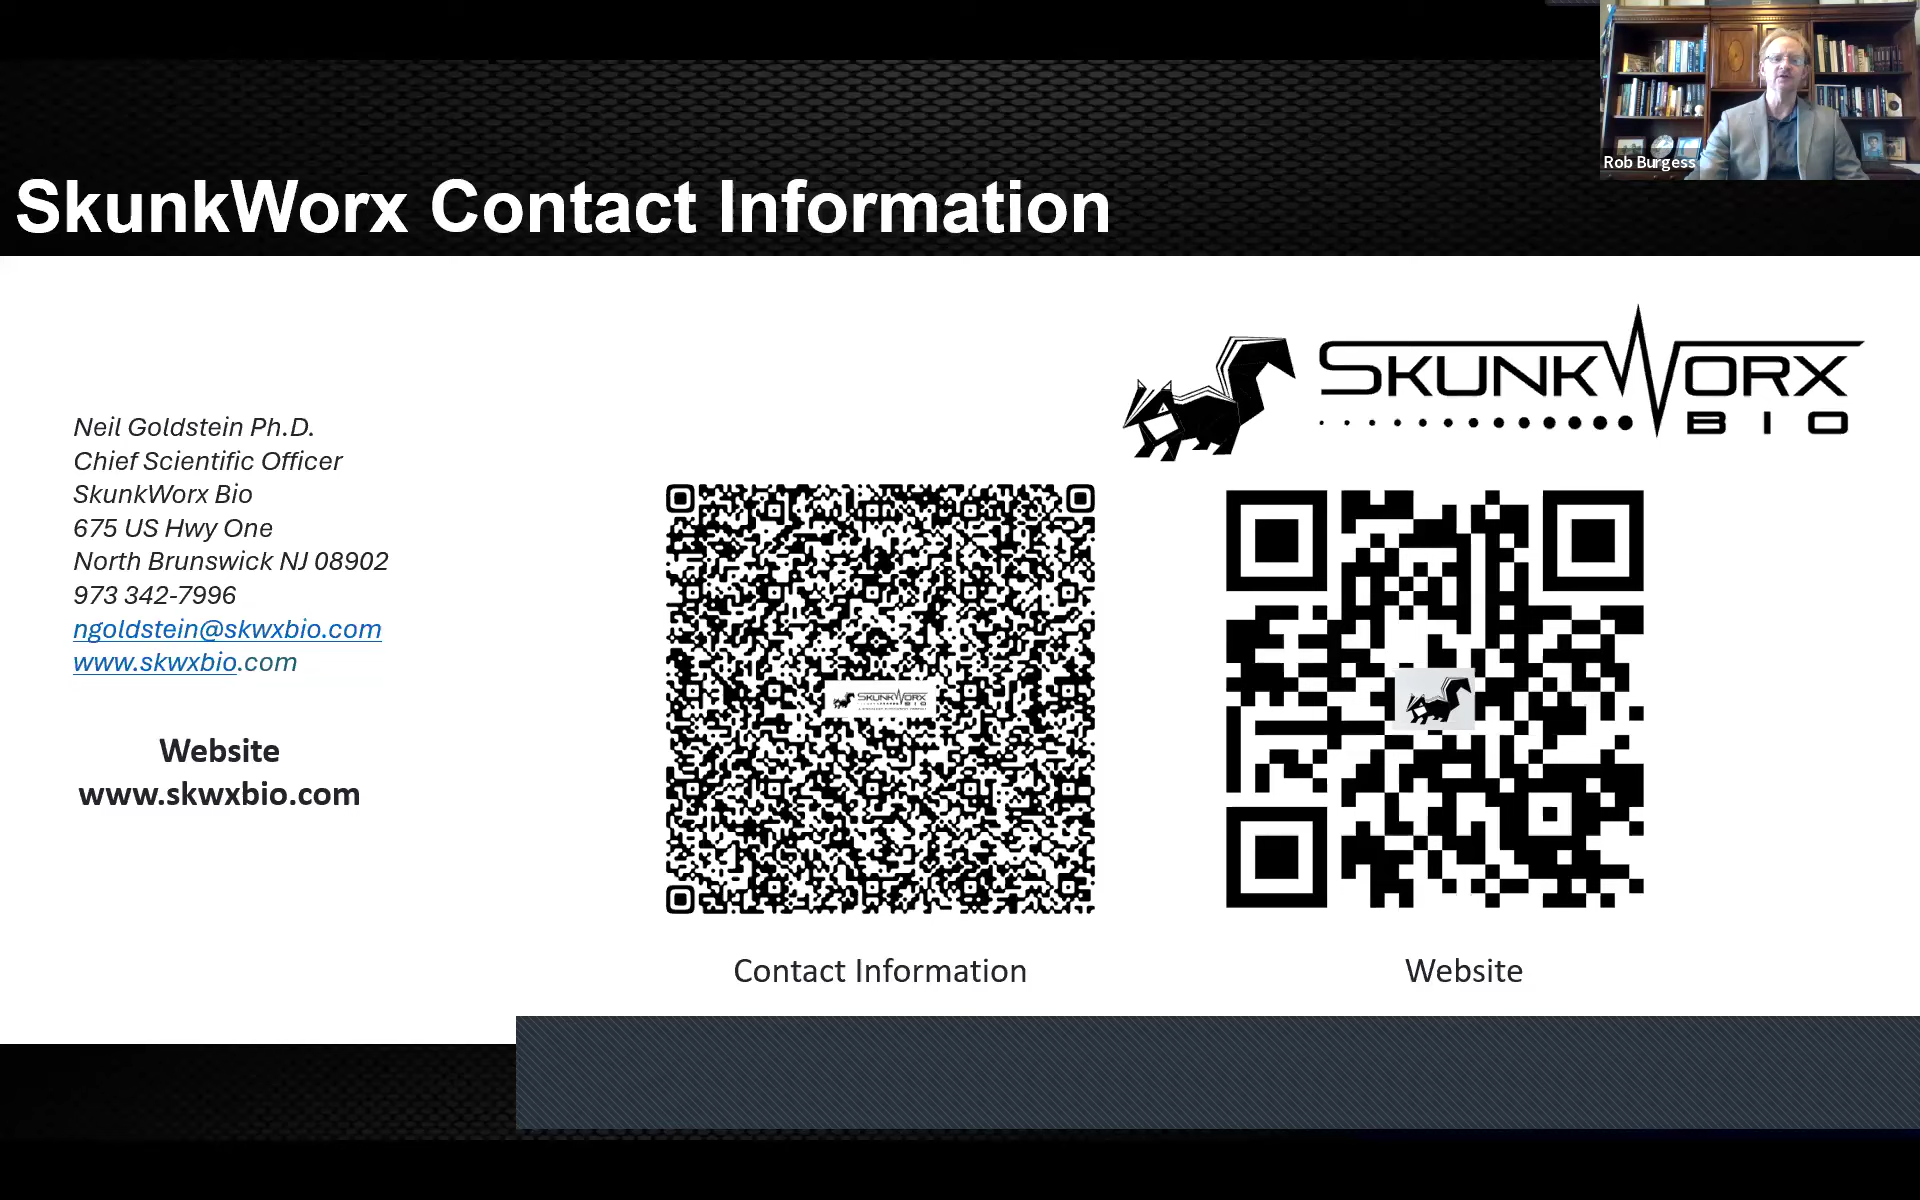 Rob Burgess
SkunkWorx Contact Information
SKUNKWORX
BIO
Neil Goldstein Ph.D.
Chief Scientific Officer
SkunkWorx Bio
675 US Hwy One
North Brunswick NJ 08902
973 342-7996
ngoldstein@skwxbio.com
www.skwxbio.com
Website
www.skwxbio.com
SKUNKWORX
BIO
Contact Information
Website